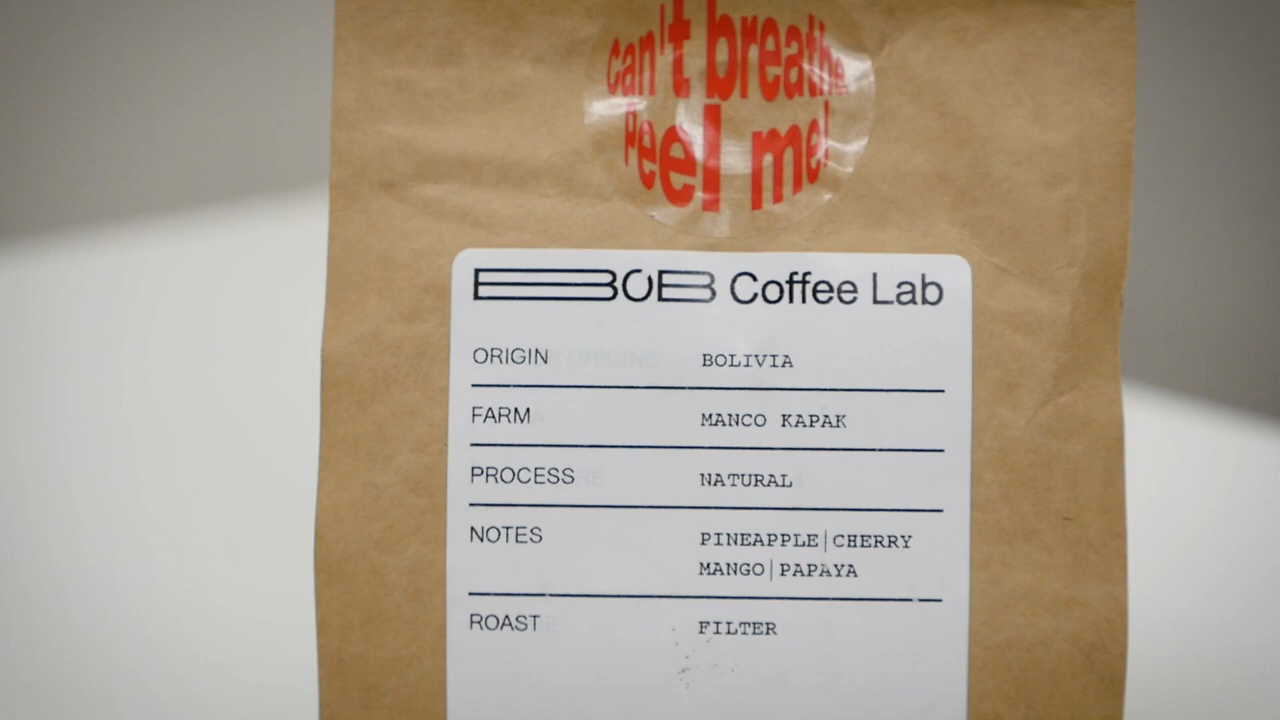 can't breathe
Peel me!
BOB Coffee Lab
ORIGIN BOLIVIA
FARM MANCO KAPAK
PROCESS NATURAL
NOTES PINEAPPLE|CHERRY
MANGO|PAPAYA
ROAST FILTER